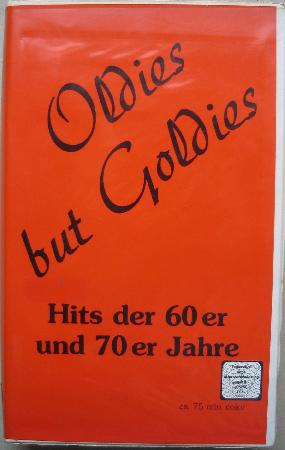 Oldies
but Goldies
Hits der 60er
und 70er Jahre
ca. 75 min. color